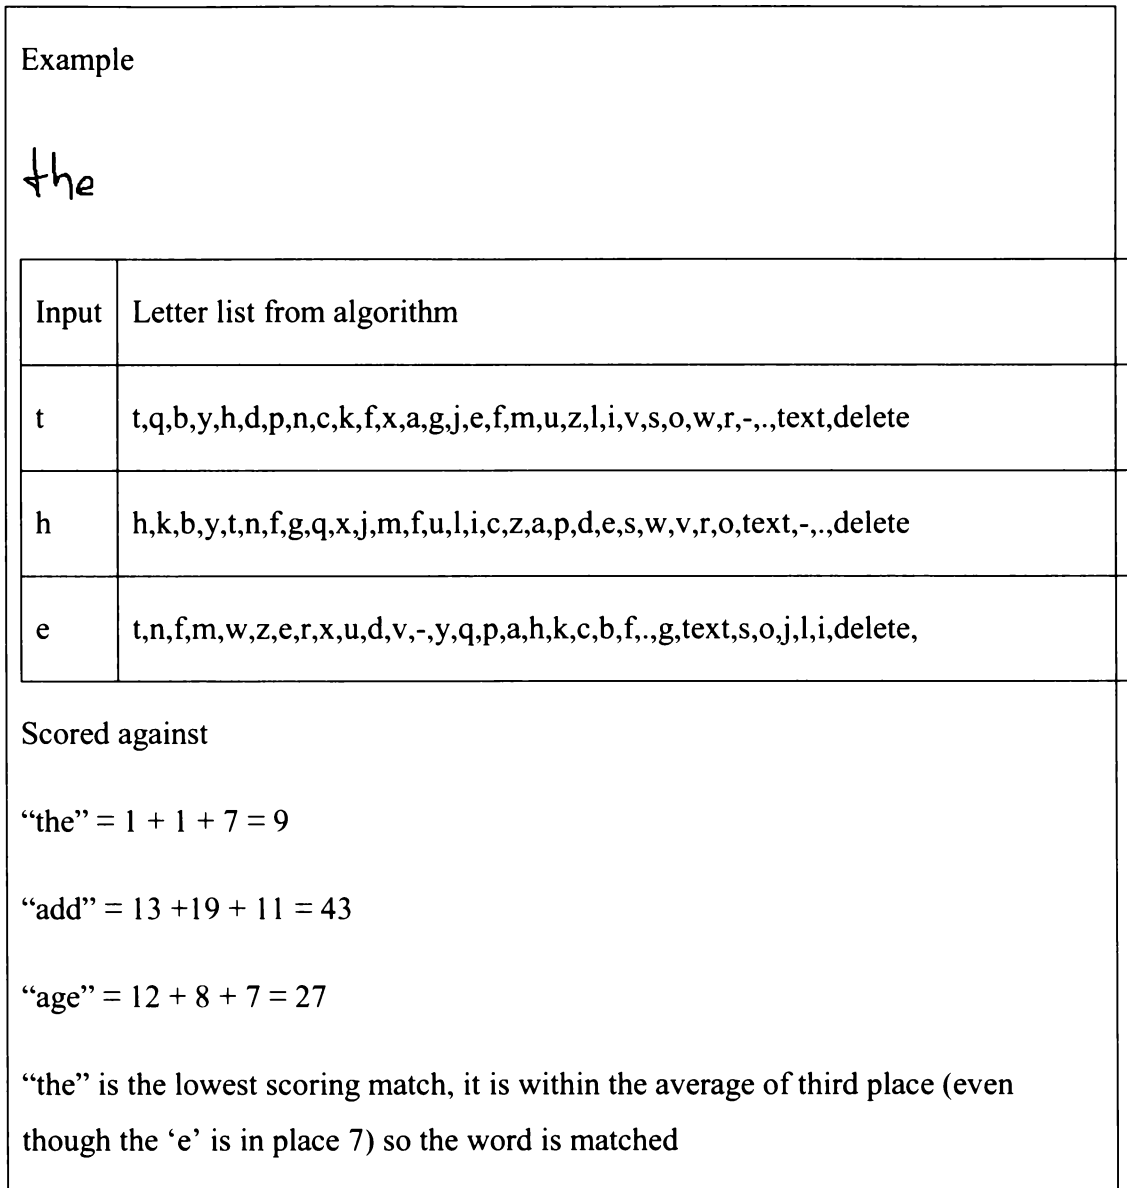 Example
the
Input Letter list from algorithm
t t,q,b,y,h,d,p,n,c,k,f,x,a,g,j,e,f,m,u,z,l,i,v,s,o,w,r,-,.,text,delete
h h,k,b,y,t,n,f,g,q,x,j,m,f,u,l,i,c,z,a,p,d,e,s,w,v,r,o,text,-,.,delete
e t,n,f,m,w,z,e,r,x,u,d,v,-,y,q,p,a,h,k,c,b,f,.,g,text,s,o,j,l,i,delete,
Scored against
“the” = 1 + 1 + 7 = 9
“add” = 13 +19 + 11 = 43
“age” = 12 + 8 + 7 = 27
“the” is the lowest scoring match, it is within the average of third place (even
though the ‘e’ is in place 7) so the word is matched